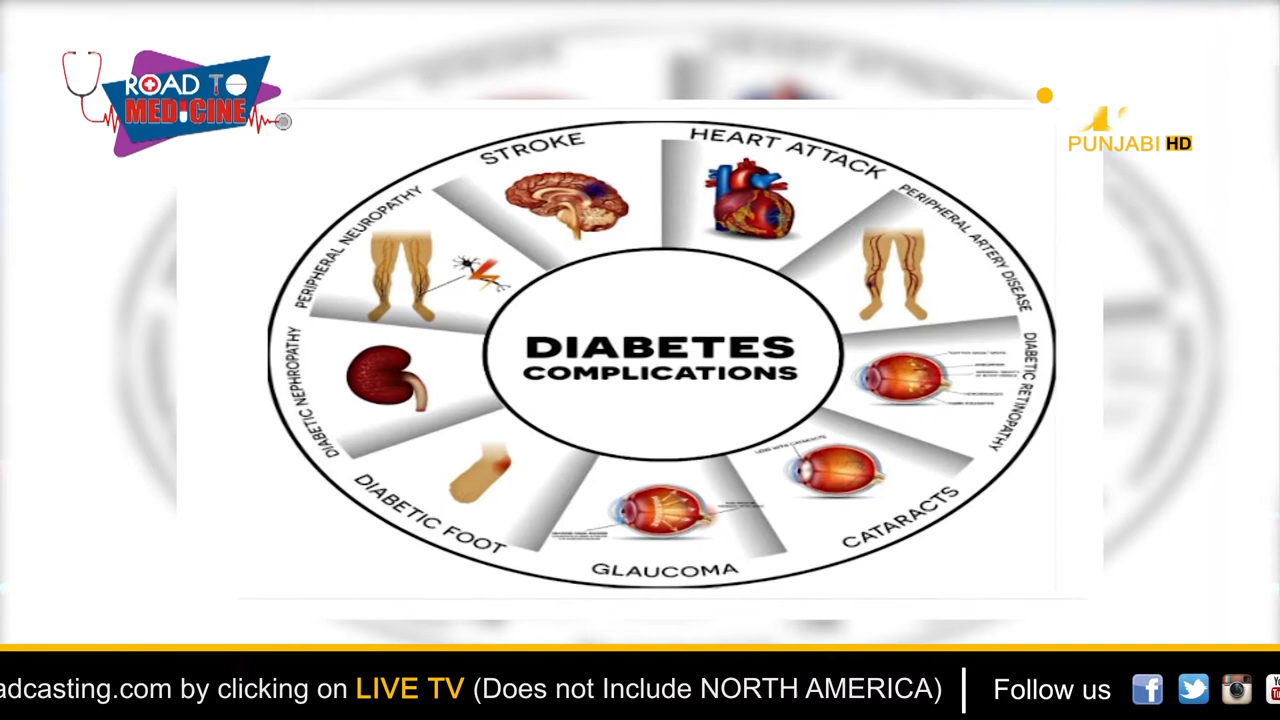 ROAD TO
MEDICINE
PUNJABI HD
STROKE
HEART ATTACK
PERIPHERAL NEUROPATHY
PERIPHERAL ARTERY DISEASE
DIABETES
COMPLICATIONS
DIABETIC NEPHROPATHY
DIABETIC RETINOPATHY
DIABETIC FOOT
CATARACTS
GLAUCOMA
adcasting.com by clicking on LIVE TV (Does not Include NORTH AMERICA) | Follow us